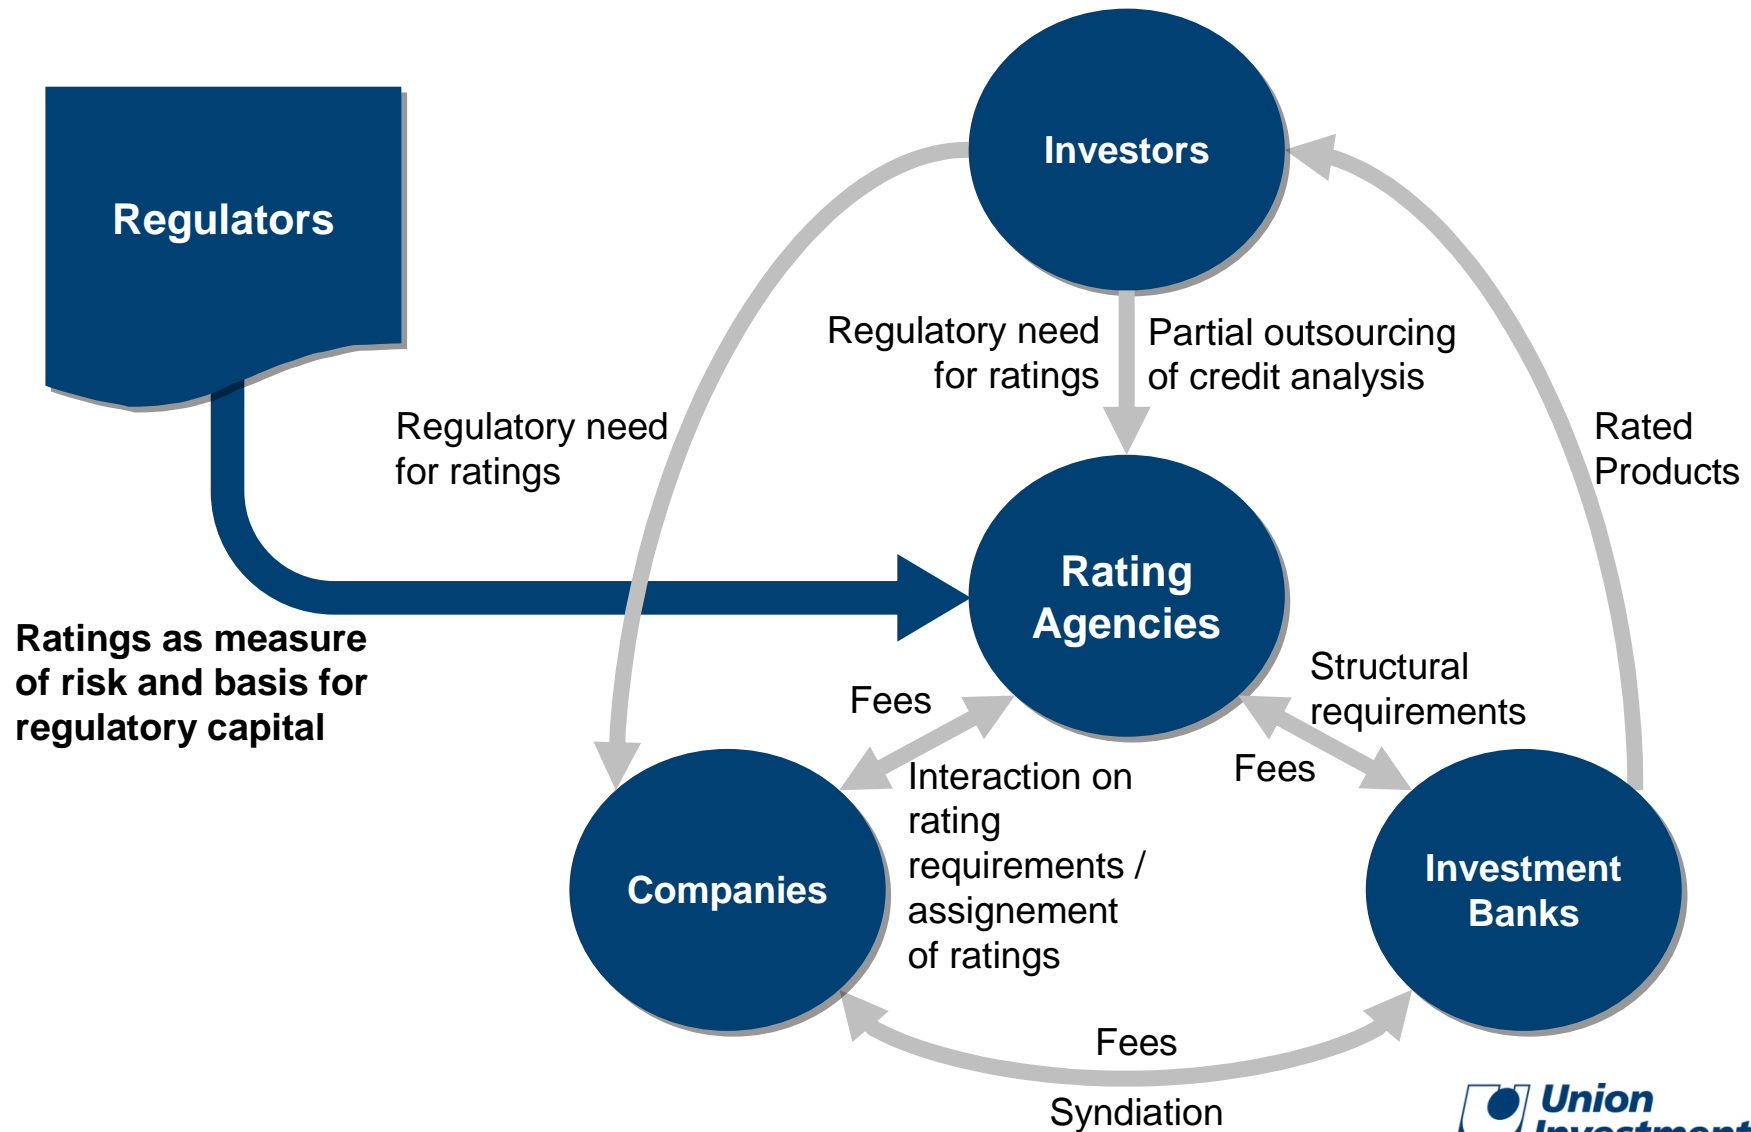 Investors
Regulators
Regulatory need
for ratings
Partial outsourcing
of credit analysis
Regulatory need
for ratings
Rated
Products
Rating
Agencies
Ratings as measure
of risk and basis for
regulatory capital
Structural
requirements
Fees
Fees
Interaction on
rating
requirements /
assignement
of ratings
Companies
Investment
Banks
Fees
Syndiation
Union
Investment